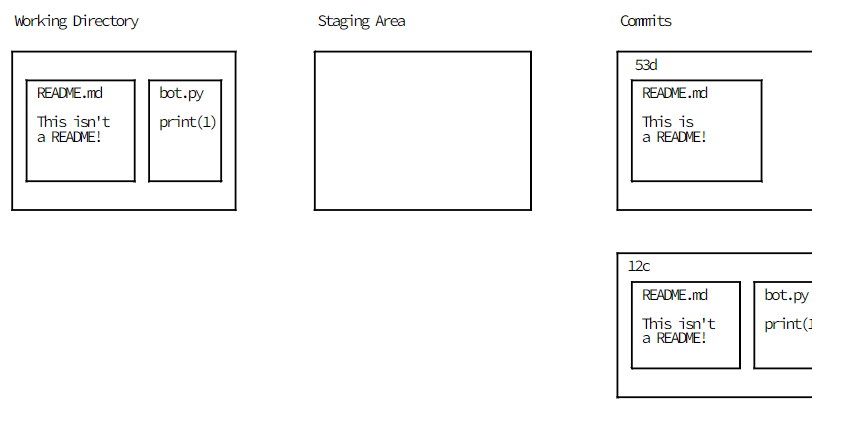 Working Directory
Staging Area
Commits
README.md
This isn't
a README!
bot.py
print(1)
53d
README.md
This is
a README!
12c
README.md
This isn't
a README!
bot.py
print(